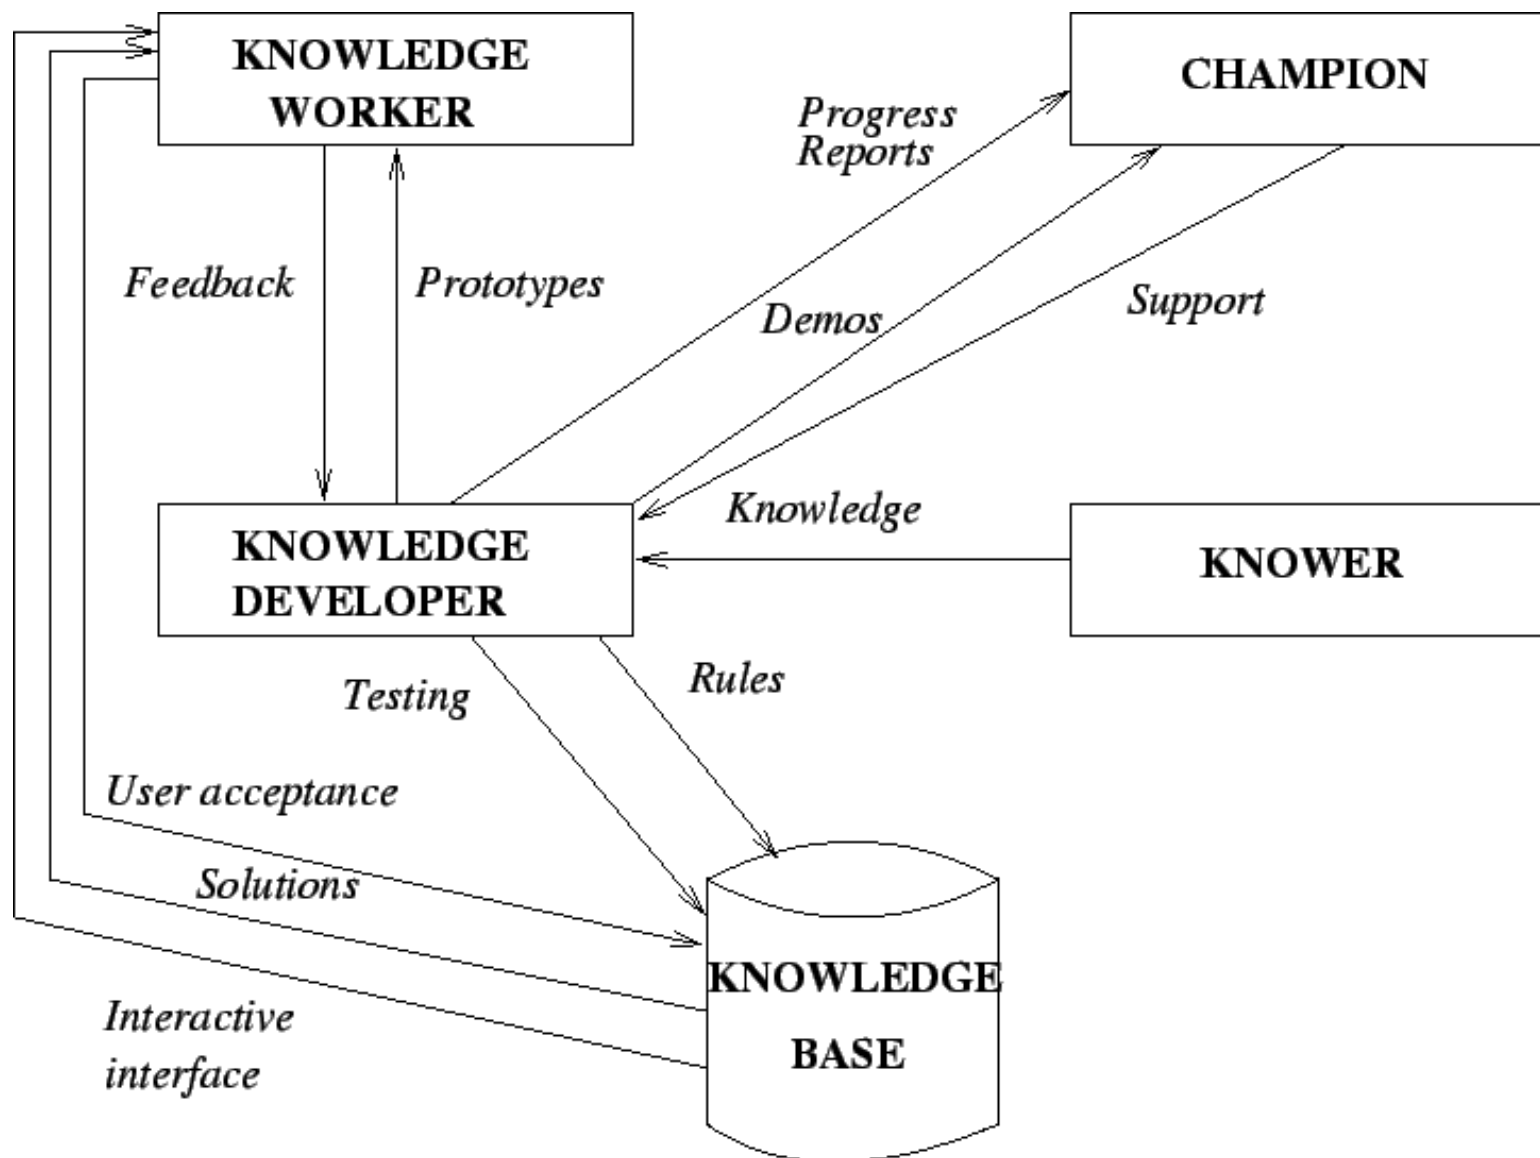 KNOWLEDGE
WORKER
CHAMPION
Progress
Reports
Feedback
Prototypes
Demos
Support
Knowledge
KNOWLEDGE
DEVELOPER
KNOWER
Testing
Rules
User acceptance
Solutions
KNOWLEDGE
BASE
Interactive
interface